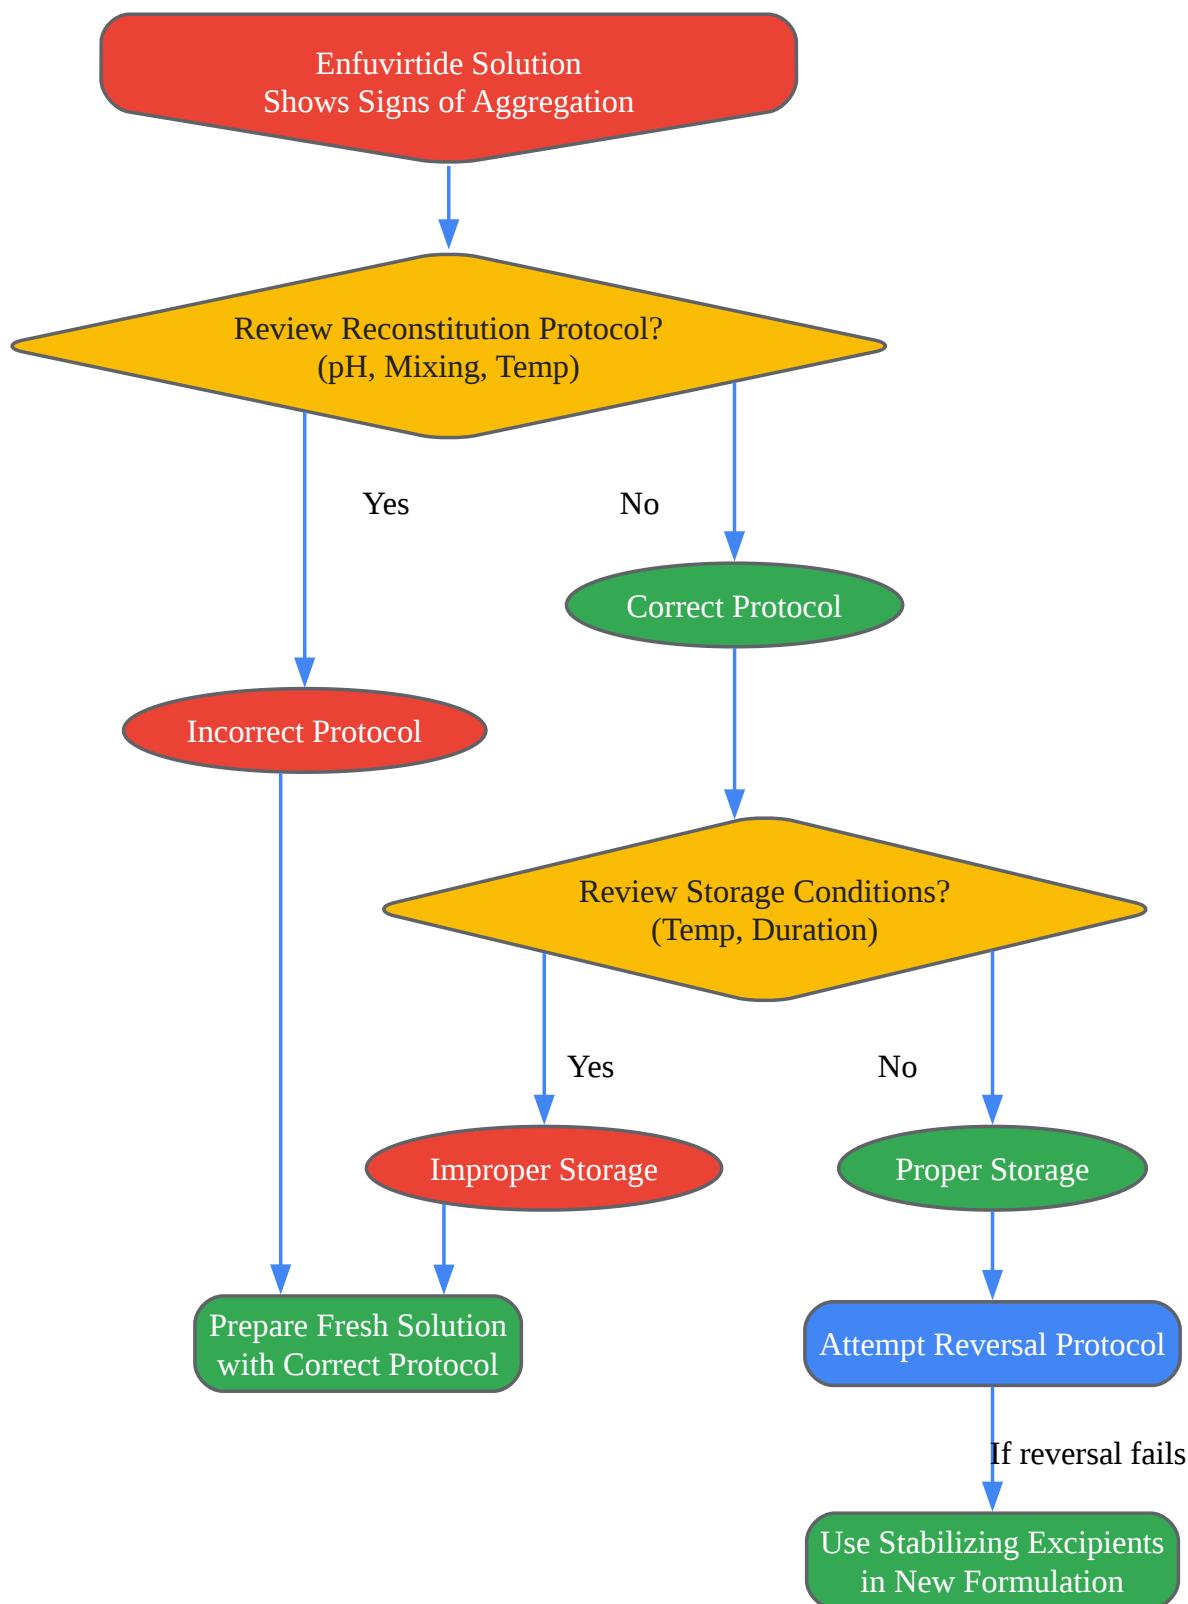 Enfuvirtide Solution
Shows Signs of Aggregation
Review Reconstitution Protocol?
(pH, Mixing, Temp)
Yes
No
Correct Protocol
Incorrect Protocol
Review Storage Conditions?
(Temp, Duration)
Yes
No
Improper Storage
Proper Storage
Prepare Fresh Solution
with Correct Protocol
Attempt Reversal Protocol
If reversal fails
Use Stabilizing Excipients
in New Formulation